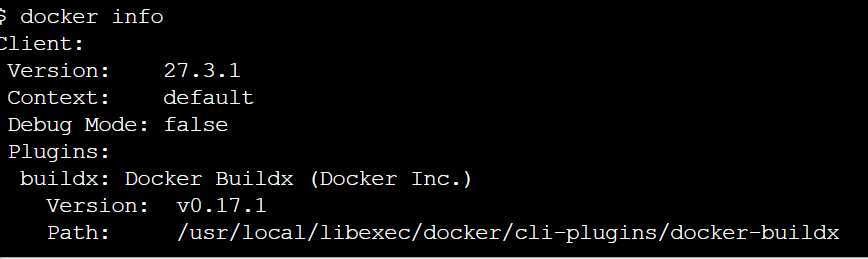 $ docker info
Client:
 Version:    27.3.1
 Context:    default
 Debug Mode: false
 Plugins:
  buildx: Docker Buildx (Docker Inc.)
    Version:  v0.17.1
    Path:     /usr/local/libexec/docker/cli-plugins/docker-buildx